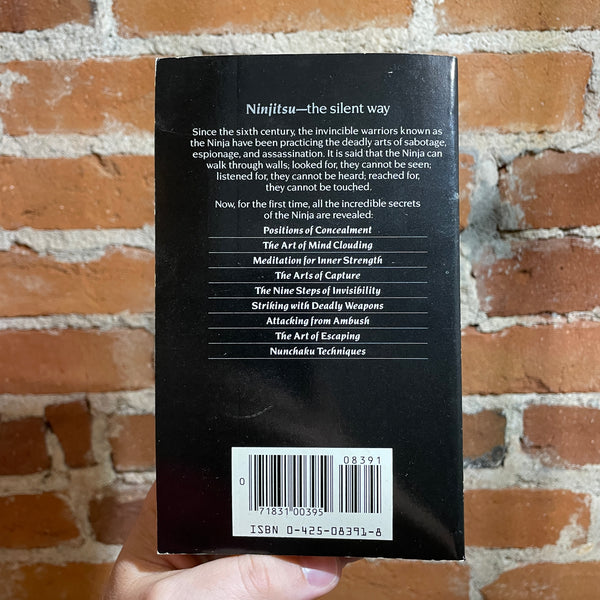 Ninjitsu—the silent way
Since the sixth century, the invincible warriors known as
the Ninja have been practicing the deadly arts of sabotage,
espionage, and assassination. It is said that the Ninja can
walk through walls; looked for, they cannot be seen;
listened for, they cannot be heard; reached for,
they cannot be touched.
Now, for the first time, all the incredible secrets
of the Ninja are revealed:
Positions of Concealment
The Art of Mind Clouding
Meditation for Inner Strength
The Arts of Capture
The Nine Steps of Invisibility
Striking with Deadly Weapons
Attacking from Ambush
The Art of Escaping
Nunchaku Techniques
08391
0
71831 00395
ISBN 0-425-08391-8